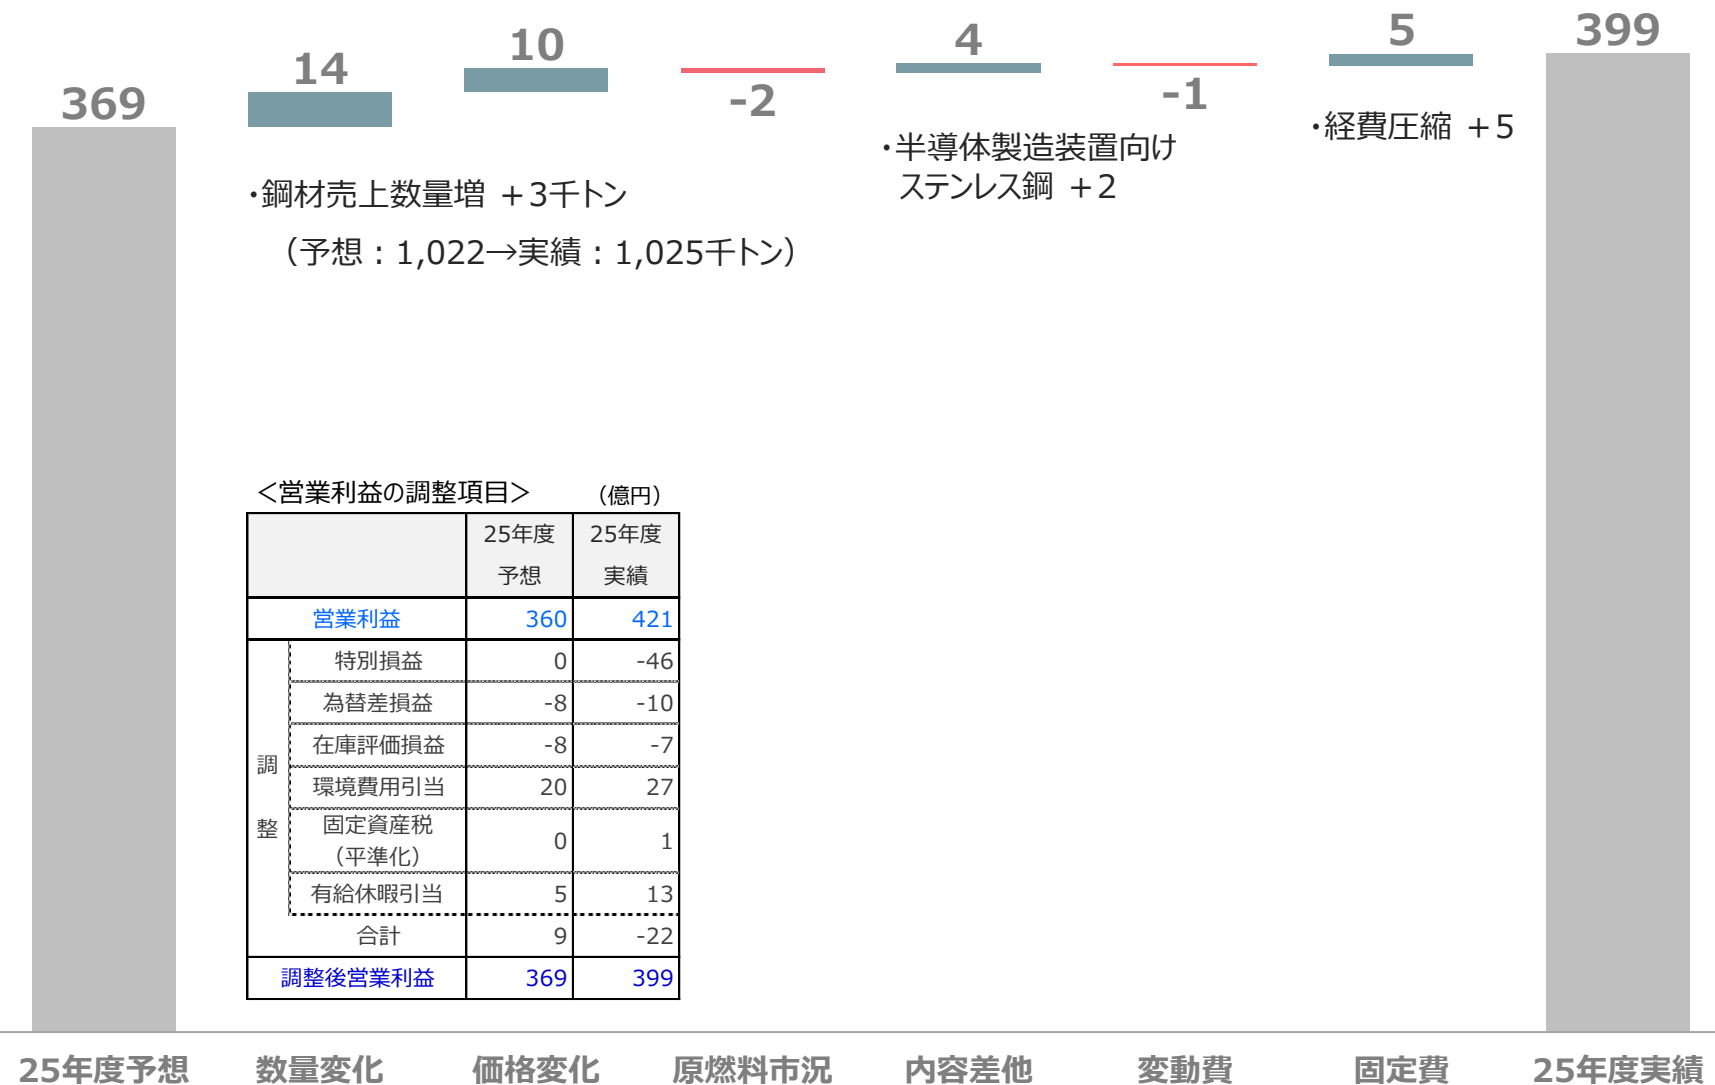 369
14
10
-2
4
-1
5
399
・鋼材売上数量増 ＋3千トン
（予想：1,022→実績：1,025千トン）
・半導体製造装置向け
ステンレス鋼 ＋2
・経費圧縮 ＋5
＜営業利益の調整項目＞ （億円）
25年度 25年度
予想 実績
営業利益 360 421
調整
特別損益 0 -46
為替差損益 -8 -10
在庫評価損益 -8 -7
環境費用引当 20 27
固定資産税
（平準化） 0 1
有給休暇引当 5 13
合計 9 -22
調整後営業利益 369 399
25年度予想 数量変化 価格変化 原燃料市況 内容差他 変動費 固定費 25年度実績